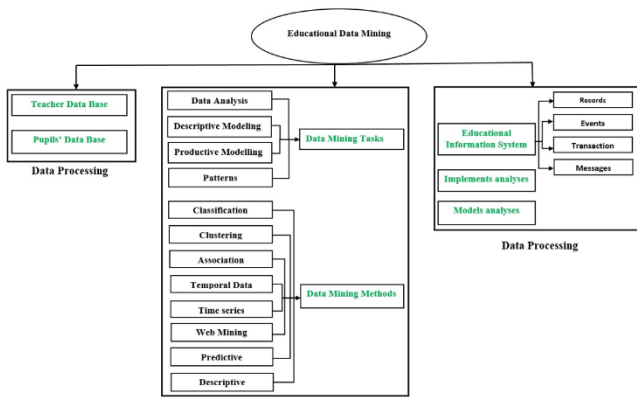 Educational Data Mining
Teacher Data Base
Pupils' Data Base
Data Processing
Data Analysis
Descriptive Modeling
Productive Modelling
Patterns
Data Mining Tasks
Classification
Clustering
Association
Temporal Data
Time series
Web Mining
Predictive
Descriptive
Data Mining Methods
Educational
Information System
Implements analyses
Models analyses
Records
Events
Transaction
Messages
Data Processing